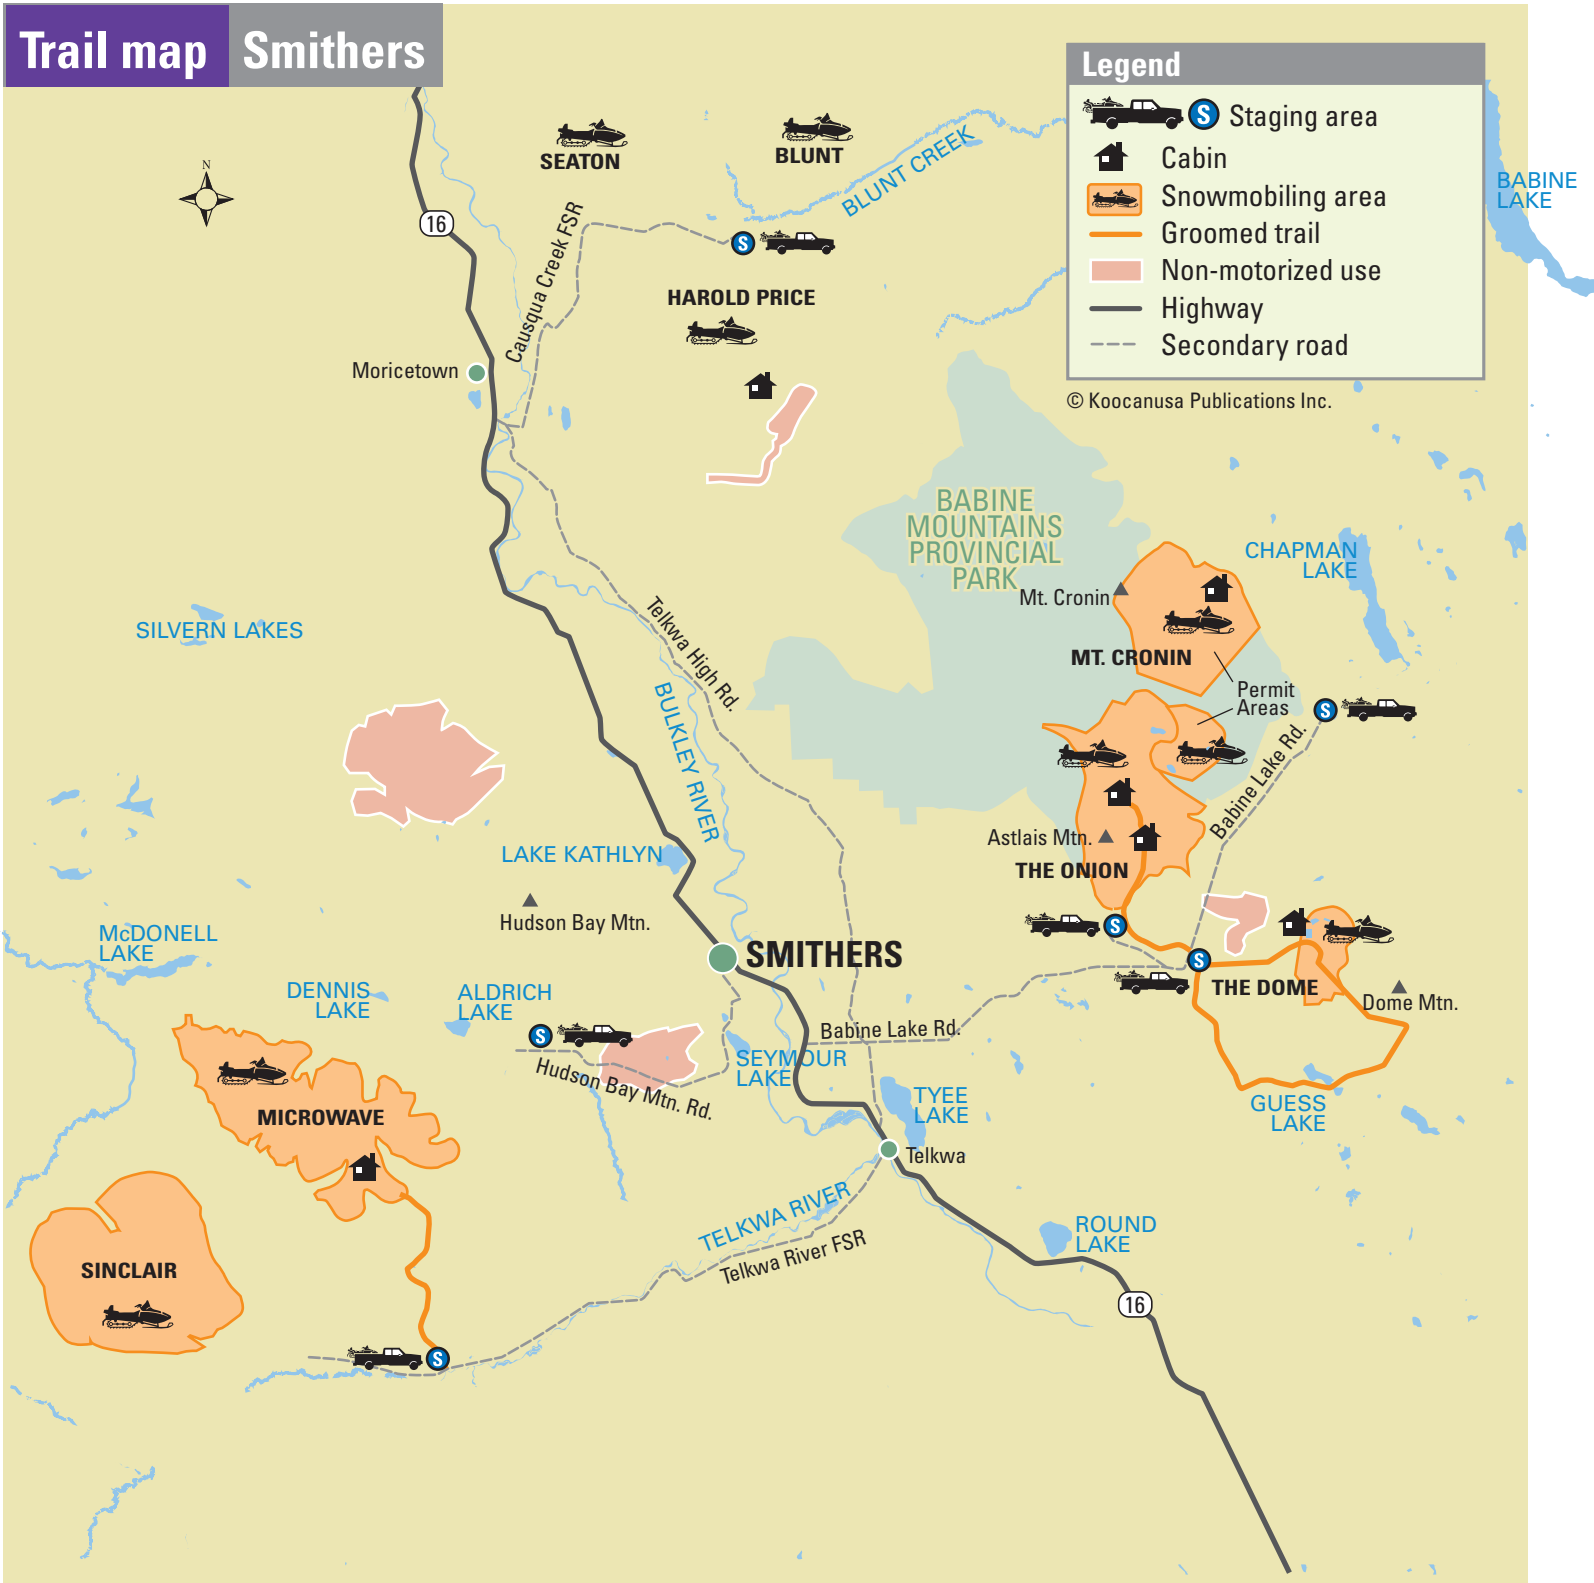 Trail map Smithers
Legend
S Staging area
Cabin
Snowmobiling area
Groomed trail
Non-motorized use
Highway
Secondary road
© Koocanusa Publications Inc.
N
SEATON
BLUNT
BLUNT CREEK
BABINE
LAKE
16
Causqua Creek FSR
S
HAROLD PRICE
Moricetown
BABINE
MOUNTAINS
PROVINCIAL
PARK
CHAPMAN
LAKE
Mt. Cronin
MT. CRONIN
Permit
Areas
S
SILVERN LAKES
Telkwa High Rd.
BULKLEY RIVER
Babine Lake Rd.
Astlais Mtn.
THE ONION
LAKE KATHLYN
Hudson Bay Mtn.
S
McDONELL
LAKE
SMITHERS
S
THE DOME
Dome Mtn.
DENNIS
LAKE
ALDRICH
LAKE
S
Babine Lake Rd.
SEYMOUR
LAKE
Hudson Bay Mtn. Rd.
TYEE
LAKE
GUESS
LAKE
MICROWAVE
Telkwa
TELKWA RIVER
Telkwa River FSR
ROUND
LAKE
SINCLAIR
16
S